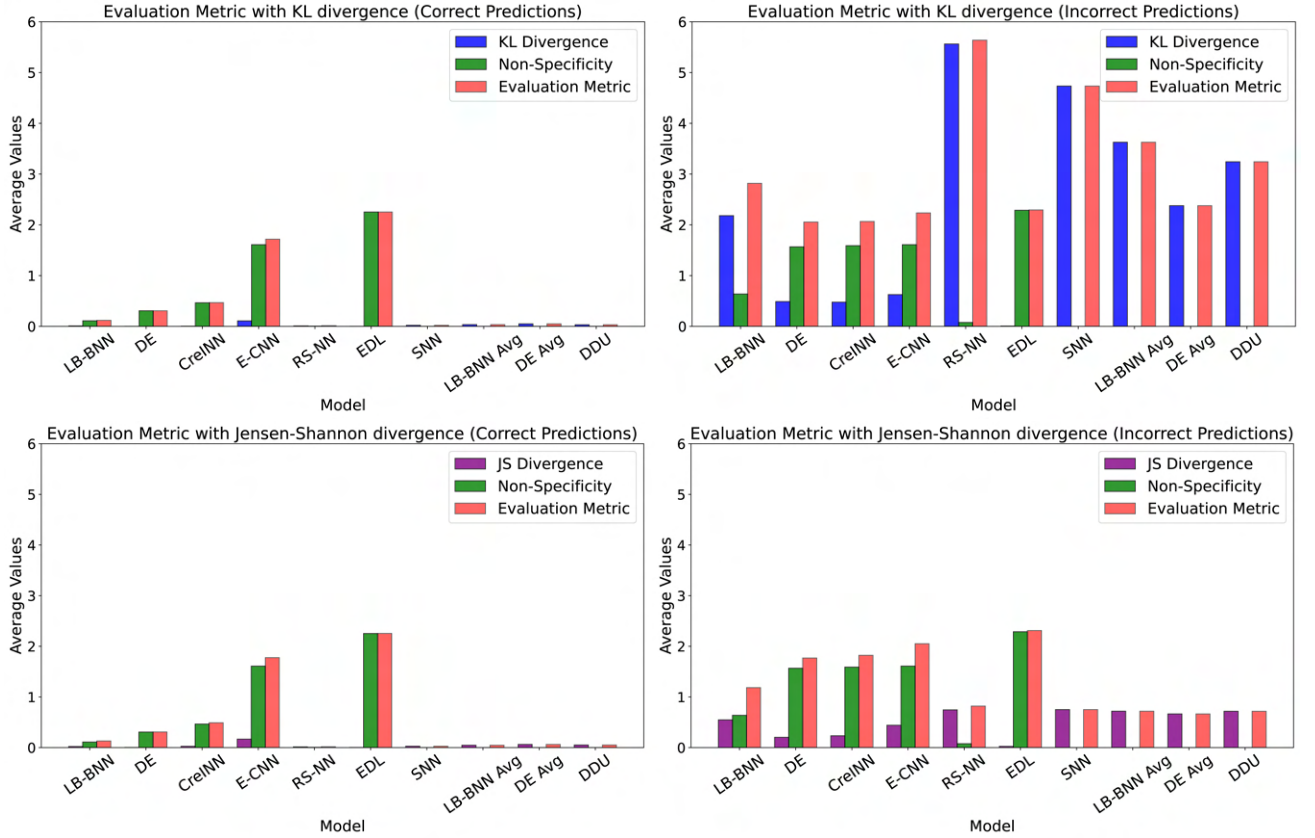 Evaluation Metric with KL divergence (Correct Predictions)
6
5
4
3
2
1
0
Average Values
KL Divergence
Non-Specificity
Evaluation Metric
LB-BNN
DE
CreINN
E-CNN
RS-NN
EDL
SNN
LB-BNN Avg
DE Avg
DDU
Model
Evaluation Metric with KL divergence (Incorrect Predictions)
6
5
4
3
2
1
0
Average Values
KL Divergence
Non-Specificity
Evaluation Metric
LB-BNN
DE
CreINN
E-CNN
RS-NN
EDL
SNN
LB-BNN Avg
DE Avg
DDU
Model
Evaluation Metric with Jensen-Shannon divergence (Correct Predictions)
6
5
4
3
2
1
0
Average Values
JS Divergence
Non-Specificity
Evaluation Metric
LB-BNN
DE
CreINN
E-CNN
RS-NN
EDL
SNN
LB-BNN Avg
DE Avg
DDU
Model
Evaluation Metric with Jensen-Shannon divergence (Incorrect Predictions)
6
5
4
3
2
1
0
Average Values
JS Divergence
Non-Specificity
Evaluation Metric
LB-BNN
DE
CreINN
E-CNN
RS-NN
EDL
SNN
LB-BNN Avg
DE Avg
DDU
Model